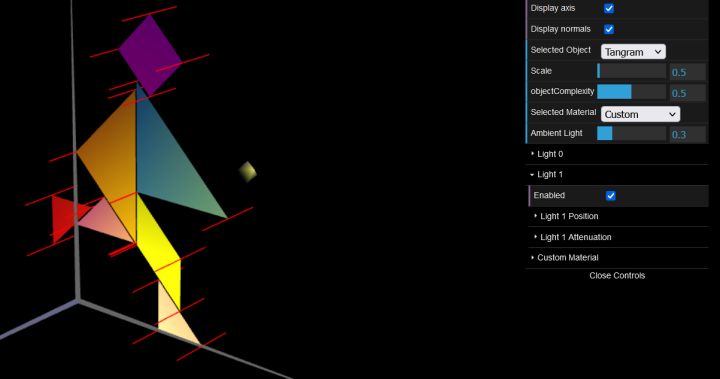 Display axis
Display normals
Selected Object Tangram
Scale 0.5
objectComplexity 0.5
Selected Material Custom
Ambient Light 0.3
Light 0
Light 1
Enabled
Light 1 Position
Light 1 Attenuation
Custom Material
Close Controls